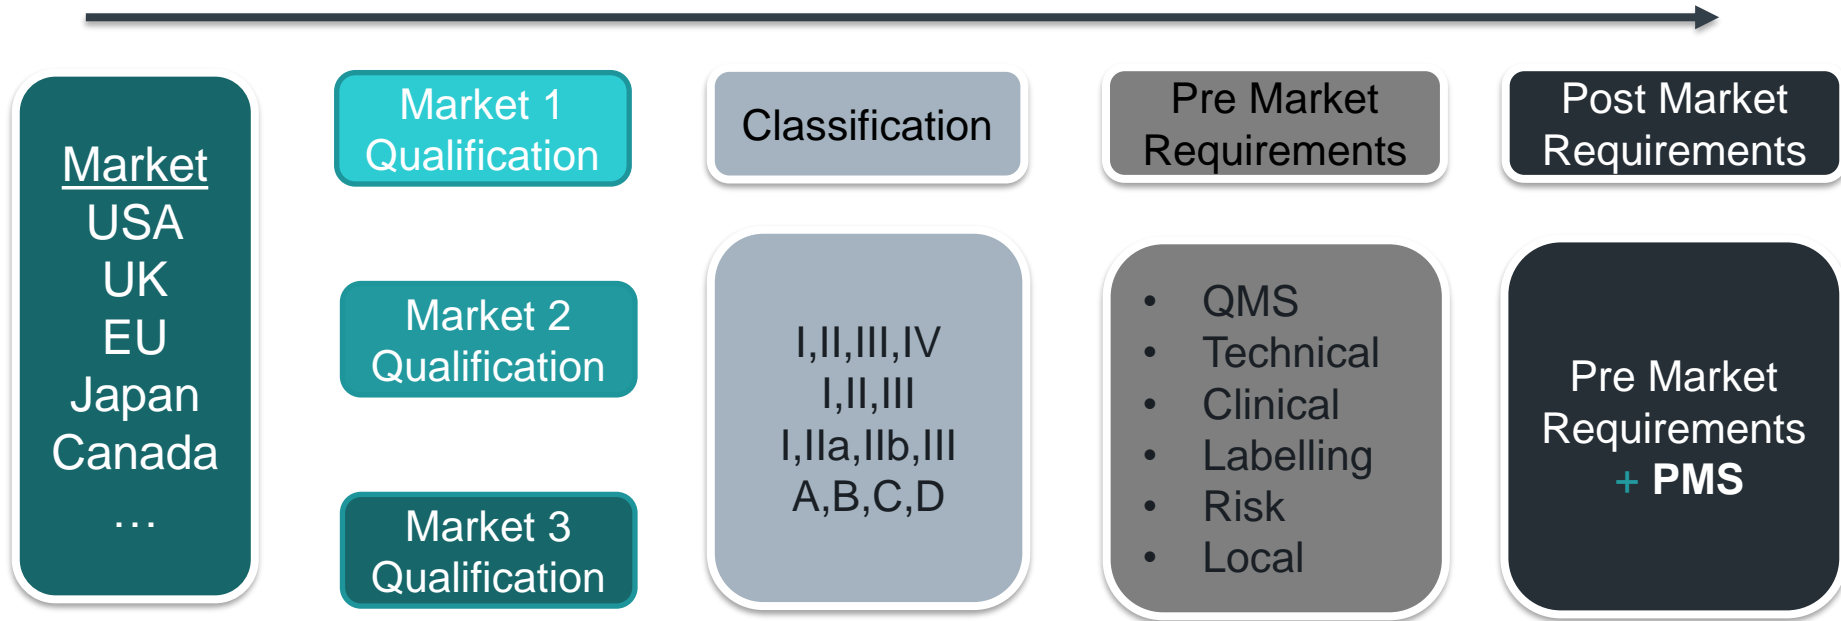 Market
USA
UK
EU
Japan
Canada
…
Market 1
Qualification
Market 2
Qualification
Market 3
Qualification
Classification
I,II,III,IV
I,II,III
I,IIa,IIb,III
A,B,C,D
Pre Market
Requirements
• QMS
• Technical
• Clinical
• Labelling
• Risk
• Local
Post Market
Requirements
Pre Market
Requirements
+ PMS